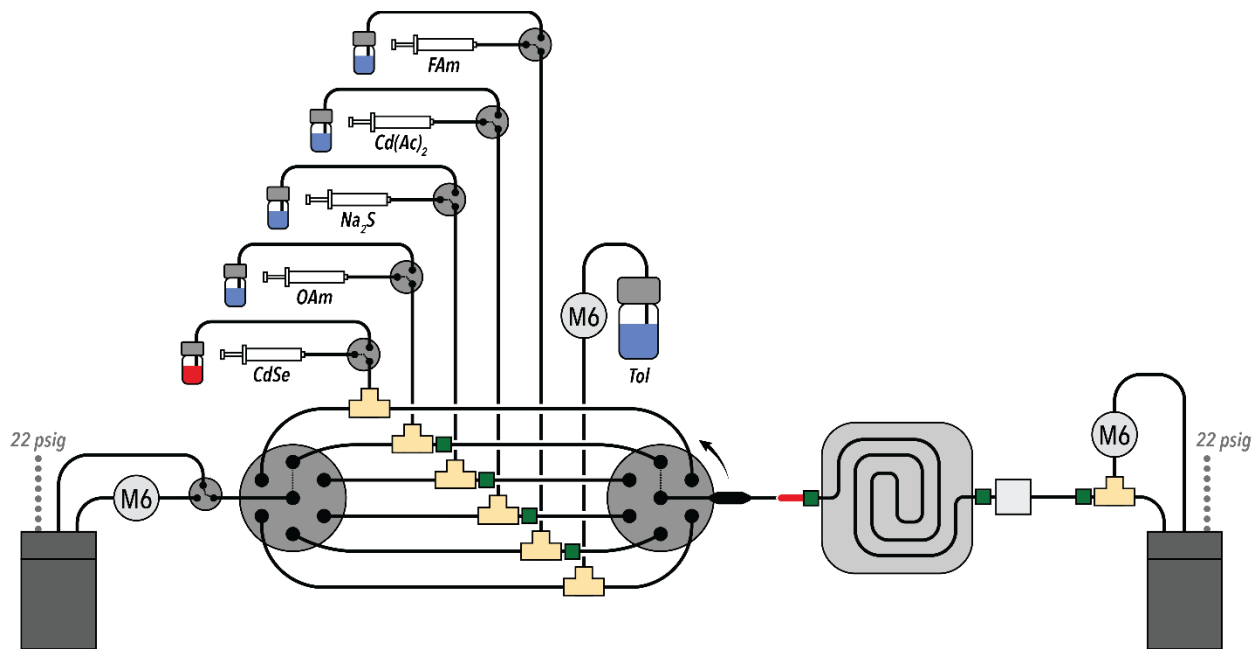 FAm
Cd(Ac)₂
Na₂S
OAm
CdSe
M6
Tol
22 psig
M6
M6
22 psig